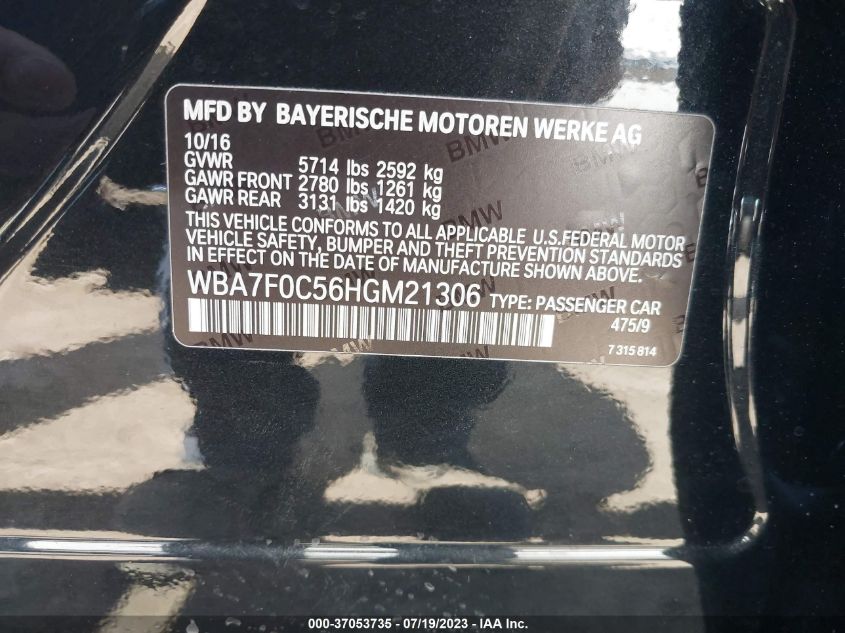 MFD BY BAYERISCHE MOTOREN WERKE AG
10/16
GVWR 5714 lbs 2592 kg
GAWR FRONT 2780 lbs 1261 kg
GAWR REAR 3131 lbs 1420 kg
THIS VEHICLE CONFORMS TO ALL APPLICABLE U.S.FEDERAL MOTOR
VEHICLE SAFETY, BUMPER AND THEFT PREVENTION STANDARDS
IN EFFECT ON THE DATE OF MANUFACTURE SHOWN ABOVE.
WBA7F0C56HGM21306 TYPE: PASSENGER CAR
475/9
7 315 814
000-37053735 - 07/19/2023 - IAA Inc.